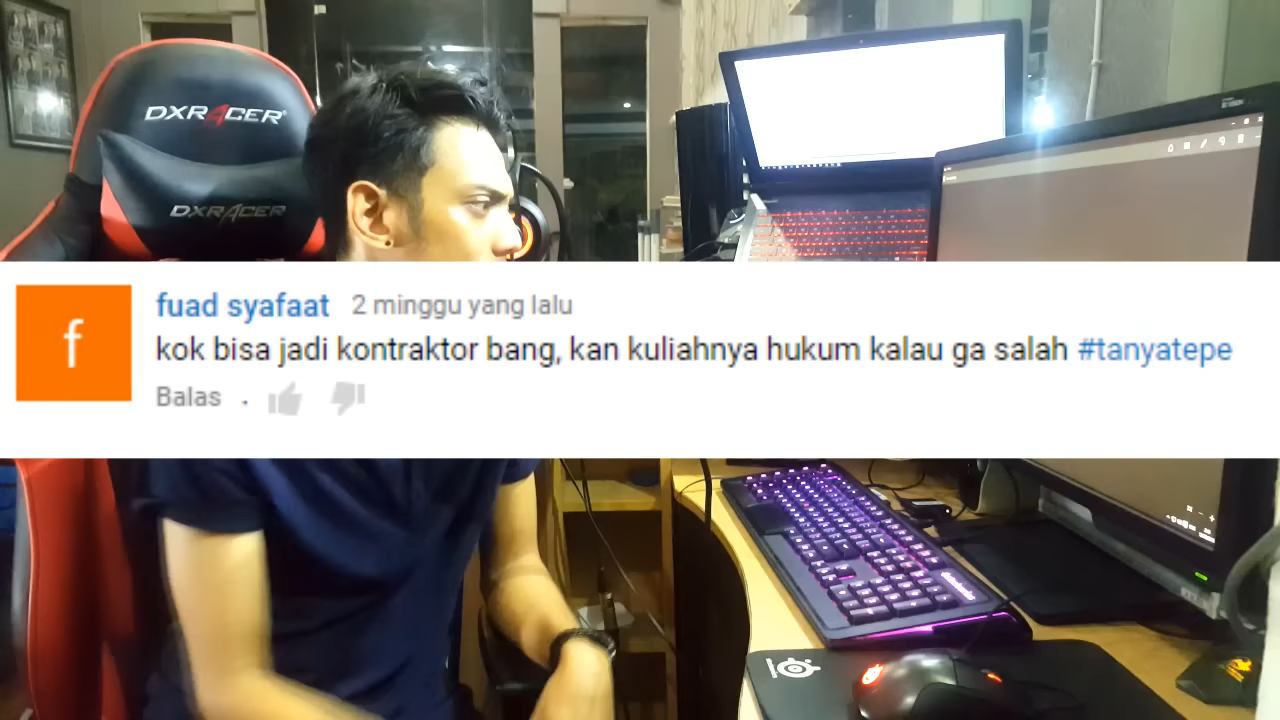 DXRACER
DXRACER
fuad syafaat 2 minggu yang lalu
kok bisa jadi kontraktor bang, kan kuliahnya hukum kalau ga salah #tanyatepe
f
Balas